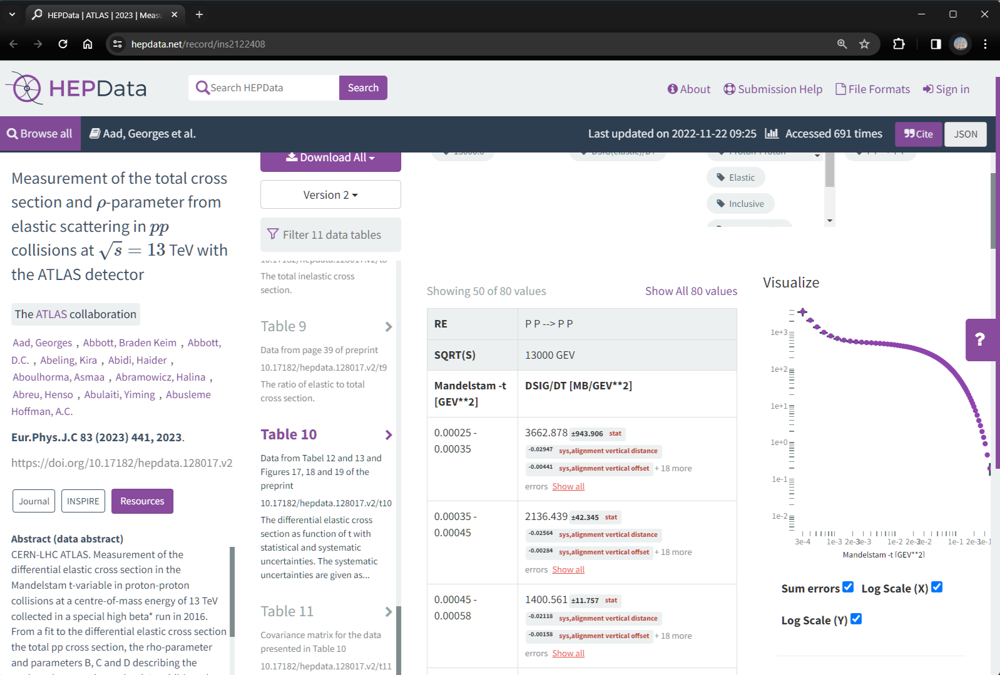 HEPData | ATLAS | 2023 | Measu
hepdata.net/record/ins2122408
HEPData
Search HEPData
Search
About
Submission Help
File Formats
Sign in
Browse all
Aad, Georges et al.
Last updated on 2022-11-22 09:25
Accessed 691 times
Cite
JSON
Measurement of the total cross
section and ρ-parameter from
elastic scattering in pp
collisions at √s = 13 TeV with
the ATLAS detector
The ATLAS collaboration
Aad, Georges , Abbott, Braden Keim , Abbott,
D.C. , Abeling, Kira , Abidi, Haider ,
Aboulhorma, Asmaa , Abramowicz, Halina ,
Abreu, Henso , Abulaiti, Yiming , Abusleme
Hoffman, A.C.
Eur.Phys.J.C 83 (2023) 441, 2023.
https://doi.org/10.17182/hepdata.128017.v2
Journal
INSPIRE
Resources
Abstract (data abstract)
CERN-LHC ATLAS. Measurement of the
differential elastic cross section in the
Mandelstam t-variable in proton-proton
collisions at a centre-of-mass energy of 13 TeV
collected in a special high beta* run in 2016.
From a fit to the differential elastic cross section
the total pp cross section, the rho-parameter
and parameters B, C and D describing the
Download All
Version 2
Filter 11 data tables
10.17182/hepdata.128017.v2/t8
The total inelastic cross
section.
Table 9
Data from page 39 of preprint
10.17182/hepdata.128017.v2/t9
The ratio of elastic to total
cross section.
Table 10
Data from Tabel 12 and 13 and
Figures 17, 18 and 19 of the
preprint
10.17182/hepdata.128017.v2/t10
The differential elastic cross
section as function of t with
statistical and systematic
uncertainties. The systematic
uncertainties are given as...
Table 11
Covariance matrix for the data
presented in Table 10
10.17182/hepdata.128017.v2/t11
13000.0
DSIG(elastic)/DT
Proton-Proton
P P --> P P
Elastic
Inclusive
Showing 50 of 80 values
Show All 80 values
RE
P P --> P P
SQRT(S)
13000 GEV
Mandelstam -t
[GEV**2]
DSIG/DT [MB/GEV**2]
0.00025 -
0.00035
3662.878 ±943.906 stat
-0.02947 sys,alignment vertical distance
-0.00441 sys,alignment vertical offset + 18 more
errors Show all
0.00035 -
0.00045
2136.439 ±42.345 stat
-0.02564 sys,alignment vertical distance
-0.00284 sys,alignment vertical offset + 18 more
errors Show all
0.00045 -
0.00058
1400.561 ±11.757 stat
-0.02118 sys,alignment vertical distance
-0.00158 sys,alignment vertical offset + 18 more
errors Show all
Visualize
1e+3
1e+2
1e+1
1e+0
1e-1
1e-2
3e-4 1e-3 2e-3 3e-3 1e-2 2e-2 3e-2 1e-1 2e-1 3e-1
Mandelstam -t [GEV**2]
Sum errors
Log Scale (X)
Log Scale (Y)
?